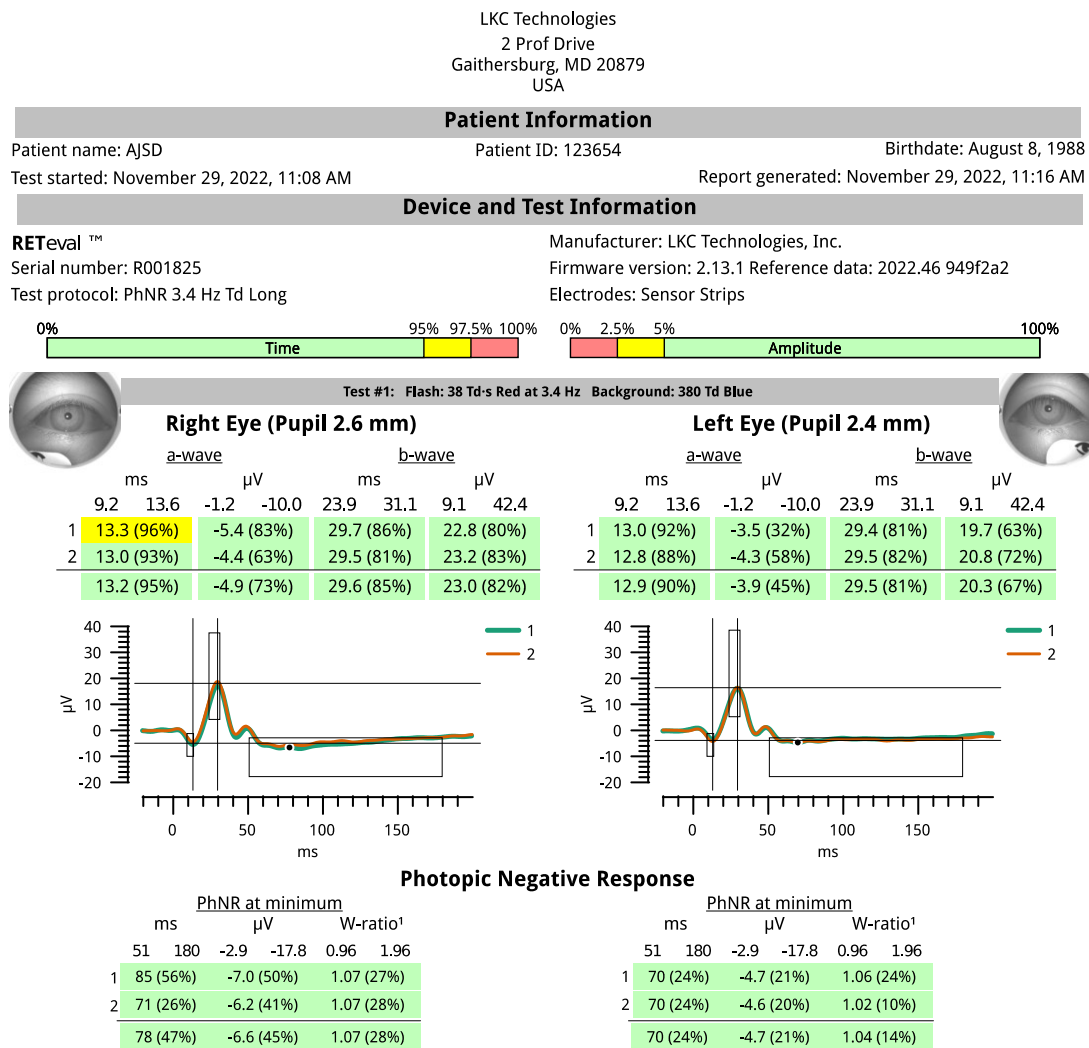 LKC Technologies
2 Prof Drive
Gaithersburg, MD 20879
USA
Patient Information
Patient name: AJSD Patient ID: 123654 Birthdate: August 8, 1988
Test started: November 29, 2022, 11:08 AM Report generated: November 29, 2022, 11:16 AM
Device and Test Information
RETeval ™ Manufacturer: LKC Technologies, Inc.
Serial number: R001825 Firmware version: 2.13.1 Reference data: 2022.46 949f2a2
Test protocol: PhNR 3.4 Hz Td Long Electrodes: Sensor Strips
0% 95% 97.5% 100% 0% 2.5% 5% 100%
Time Amplitude
Test #1: Flash: 38 Td·s Red at 3.4 Hz Background: 380 Td Blue
Right Eye (Pupil 2.6 mm) Left Eye (Pupil 2.4 mm)
a-wave b-wave a-wave b-wave
ms µV ms µV ms µV ms µV
9.2 13.6 -1.2 -10.0 23.9 31.1 9.1 42.4 9.2 13.6 -1.2 -10.0 23.9 31.1 9.1 42.4
1 13.3 (96%) -5.4 (83%) 29.7 (86%) 22.8 (80%) 1 13.0 (92%) -3.5 (32%) 29.4 (81%) 19.7 (63%)
2 13.0 (93%) -4.4 (63%) 29.5 (81%) 23.2 (83%) 2 12.8 (88%) -4.3 (58%) 29.5 (82%) 20.8 (72%)
13.2 (95%) -4.9 (73%) 29.6 (85%) 23.0 (82%) 12.9 (90%) -3.9 (45%) 29.5 (81%) 20.3 (67%)
40 1 40 1
30 2 30 2
20 20
10 10
µV µV
0 0
-10 -10
-20 -20
0 50 100 150 0 50 100 150
ms ms
Photopic Negative Response
PhNR at minimum PhNR at minimum
ms µV W-ratio¹ ms µV W-ratio¹
51 180 -2.9 -17.8 0.96 1.96 51 180 -2.9 -17.8 0.96 1.96
1 85 (56%) -7.0 (50%) 1.07 (27%) 1 70 (24%) -4.7 (21%) 1.06 (24%)
2 71 (26%) -6.2 (41%) 1.07 (28%) 2 70 (24%) -4.6 (20%) 1.02 (10%)
78 (47%) -6.6 (45%) 1.07 (28%) 70 (24%) -4.7 (21%) 1.04 (14%)